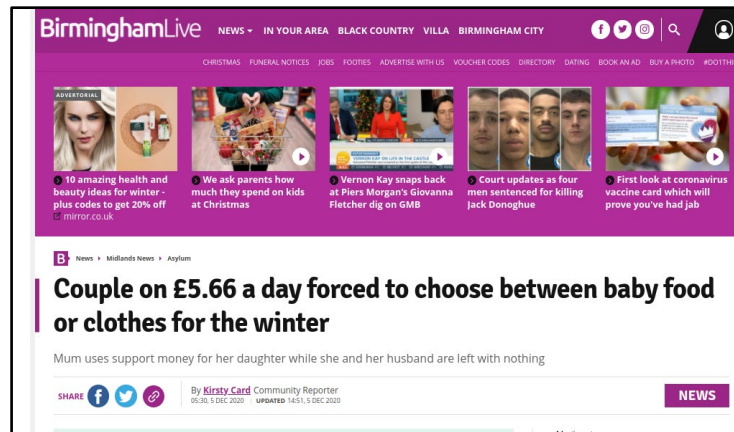 BirminghamLive NEWS IN YOUR AREA BLACK COUNTRY VILLA BIRMINGHAM CITY
CHRISTMAS FUNERAL NOTICES JOBS FOOTIES ADVERTISE WITH US VOUCHER CODES DIRECTORY DATING BOOK AN AD BUY A PHOTO
ADVERTORIAL
10 amazing health and
beauty ideas for winter -
plus codes to get 20% off
mirror.co.uk
We ask parents how
much they spend on kids
at Christmas
VERNON KAY ON LIFE IN THE CASTLE
Vernon Kay snaps back
at Piers Morgan's Giovanna
Fletcher dig on GMB
Court updates as four
men sentenced for killing
Jack Donoghue
First look at coronavirus
vaccine card which will
prove you've had jab
B News Midlands News Asylum
Couple on £5.66 a day forced to choose between baby food
or clothes for the winter
Mum uses support money for her daughter while she and her husband are left with nothing
SHARE
By Kirsty Card Community Reporter
05:30, 5 DEC 2020 UPDATED 14:51, 5 DEC 2020
NEWS